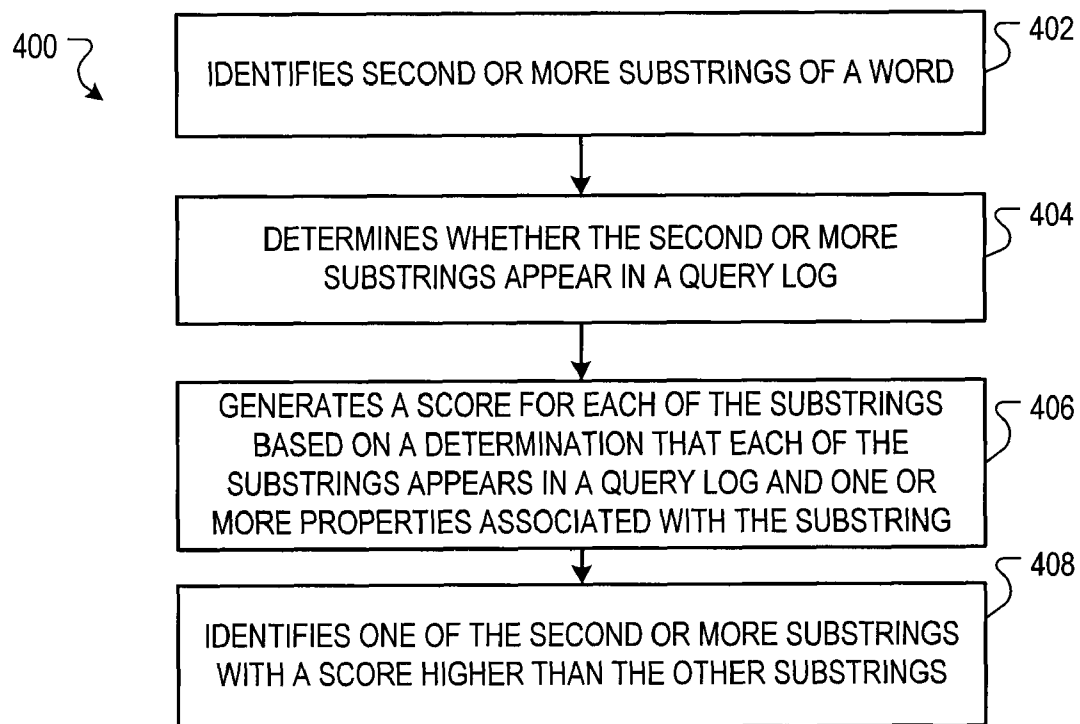 400
402
IDENTIFIES SECOND OR MORE SUBSTRINGS OF A WORD
404
DETERMINES WHETHER THE SECOND OR MORE
SUBSTRINGS APPEAR IN A QUERY LOG
406
GENERATES A SCORE FOR EACH OF THE SUBSTRINGS
BASED ON A DETERMINATION THAT EACH OF THE
SUBSTRINGS APPEARS IN A QUERY LOG AND ONE OR
MORE PROPERTIES ASSOCIATED WITH THE SUBSTRING
408
IDENTIFIES ONE OF THE SECOND OR MORE SUBSTRINGS
WITH A SCORE HIGHER THAN THE OTHER SUBSTRINGS